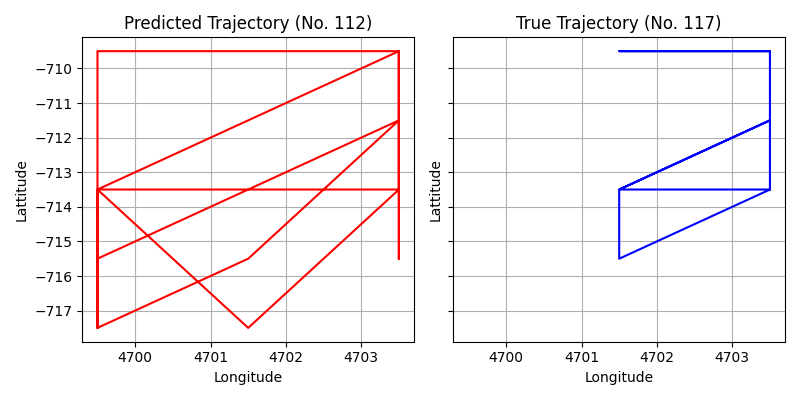 Predicted Trajectory (No. 112)
True Trajectory (No. 117)
Lattitude
−710
−711
−712
−713
−714
−715
−716
−717
4700
4701
4702
4703
Longitude
Lattitude
4700
4701
4702
4703
Longitude